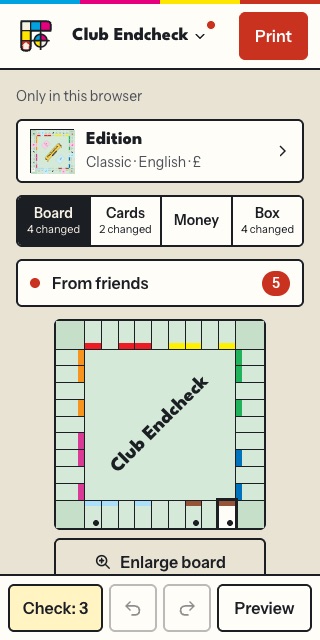 Club Endcheck
Print
Only in this browser
Edition
Classic · English · £
Board
4 changed
Cards
2 changed
Money
Box
4 changed
From friends
5
Club Endcheck
Enlarge board
Check: 3
Preview